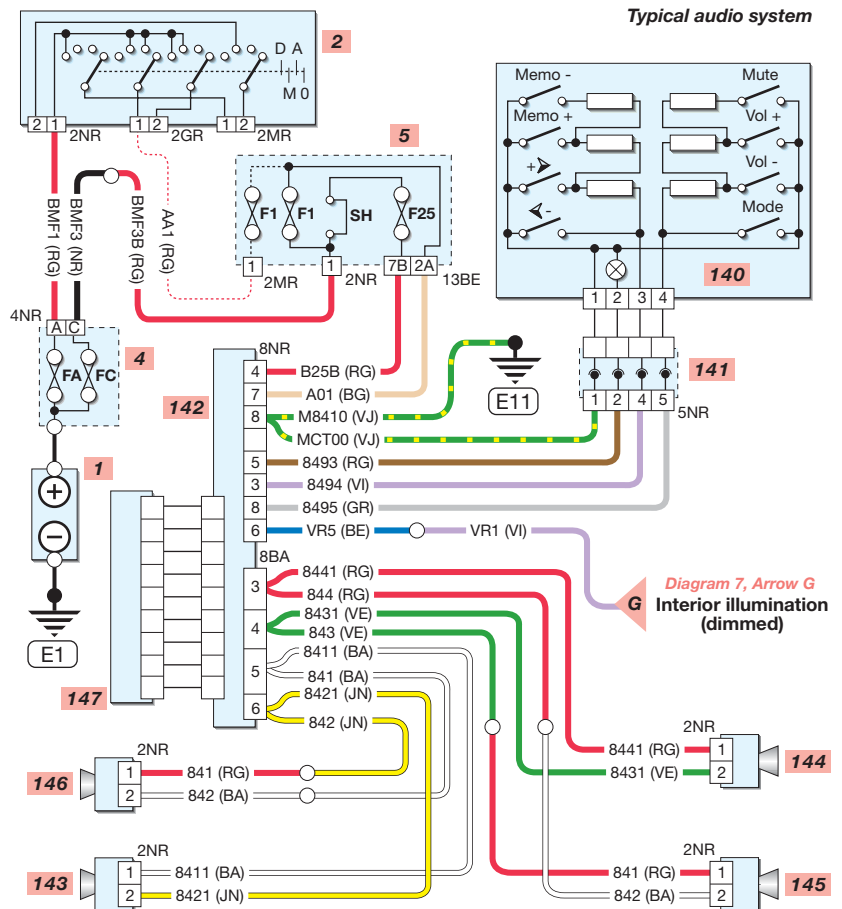 Typical audio system
2
D A
M 0
2 1
2NR
1 2
2GR
1 2
2MR
Memo -
Memo +
+
-
Mute
Vol +
Vol -
Mode
140
1 2 3 4
5
F1
F1
SH
F25
1
2MR
1
2NR
7B 2A
13BE
BMF1 (RG)
BMF3 (NR)
BMF3B (RG)
AA1 (RG)
4NR
A C
FA
FC
4
1
+
−
E1
141
1 2 4 5
5NR
E11
142
8NR
4 B25B (RG)
7 A01 (BG)
8 M8410 (VJ)
MCT00 (VJ)
5 8493 (RG)
3 8494 (VI)
8 8495 (GR)
6 VR5 (BE) VR1 (VI)
G
Diagram 7, Arrow G
Interior illumination
(dimmed)
8BA
3 8441 (RG)
844 (RG)
4 8431 (VE)
843 (VE)
5 8411 (BA)
841 (BA)
6 8421 (JN)
842 (JN)
147
146
2NR
1 841 (RG)
2 842 (BA)
143
2NR
1 8411 (BA)
2 8421 (JN)
2NR
8441 (RG) 1
8431 (VE) 2
144
2NR
841 (RG) 1
842 (BA) 2
145